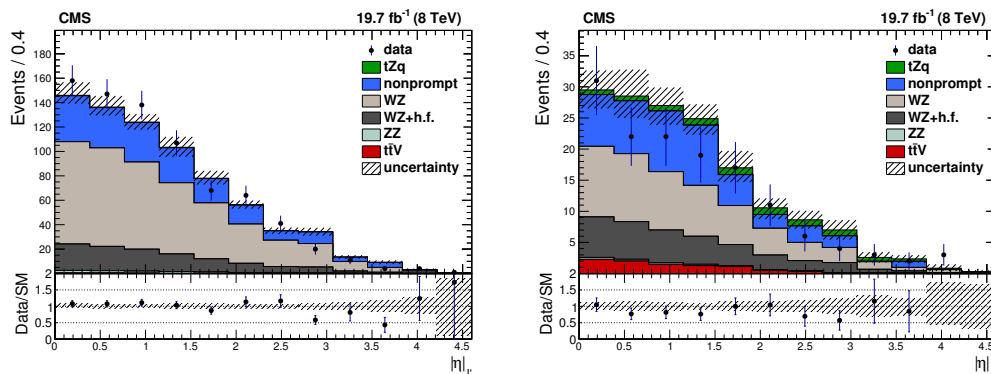 CMS 19.7 fb⁻¹ (8 TeV)
Events / 0.4
180
160
140
120
100
80
60
40
20
data
tZq
nonprompt
WZ
WZ+h.f.
ZZ
tt̄V
uncertainty
Data/SM
2
1.5
1
0.5
0
0 0.5 1 1.5 2 2.5 3 3.5 4 4.5
|η|
CMS 19.7 fb⁻¹ (8 TeV)
Events / 0.4
35
30
25
20
15
10
5
data
tZq
nonprompt
WZ
WZ+h.f.
ZZ
tt̄V
uncertainty
Data/SM
2
1.5
1
0.5
0
0 0.5 1 1.5 2 2.5 3 3.5 4 4.5
|η|